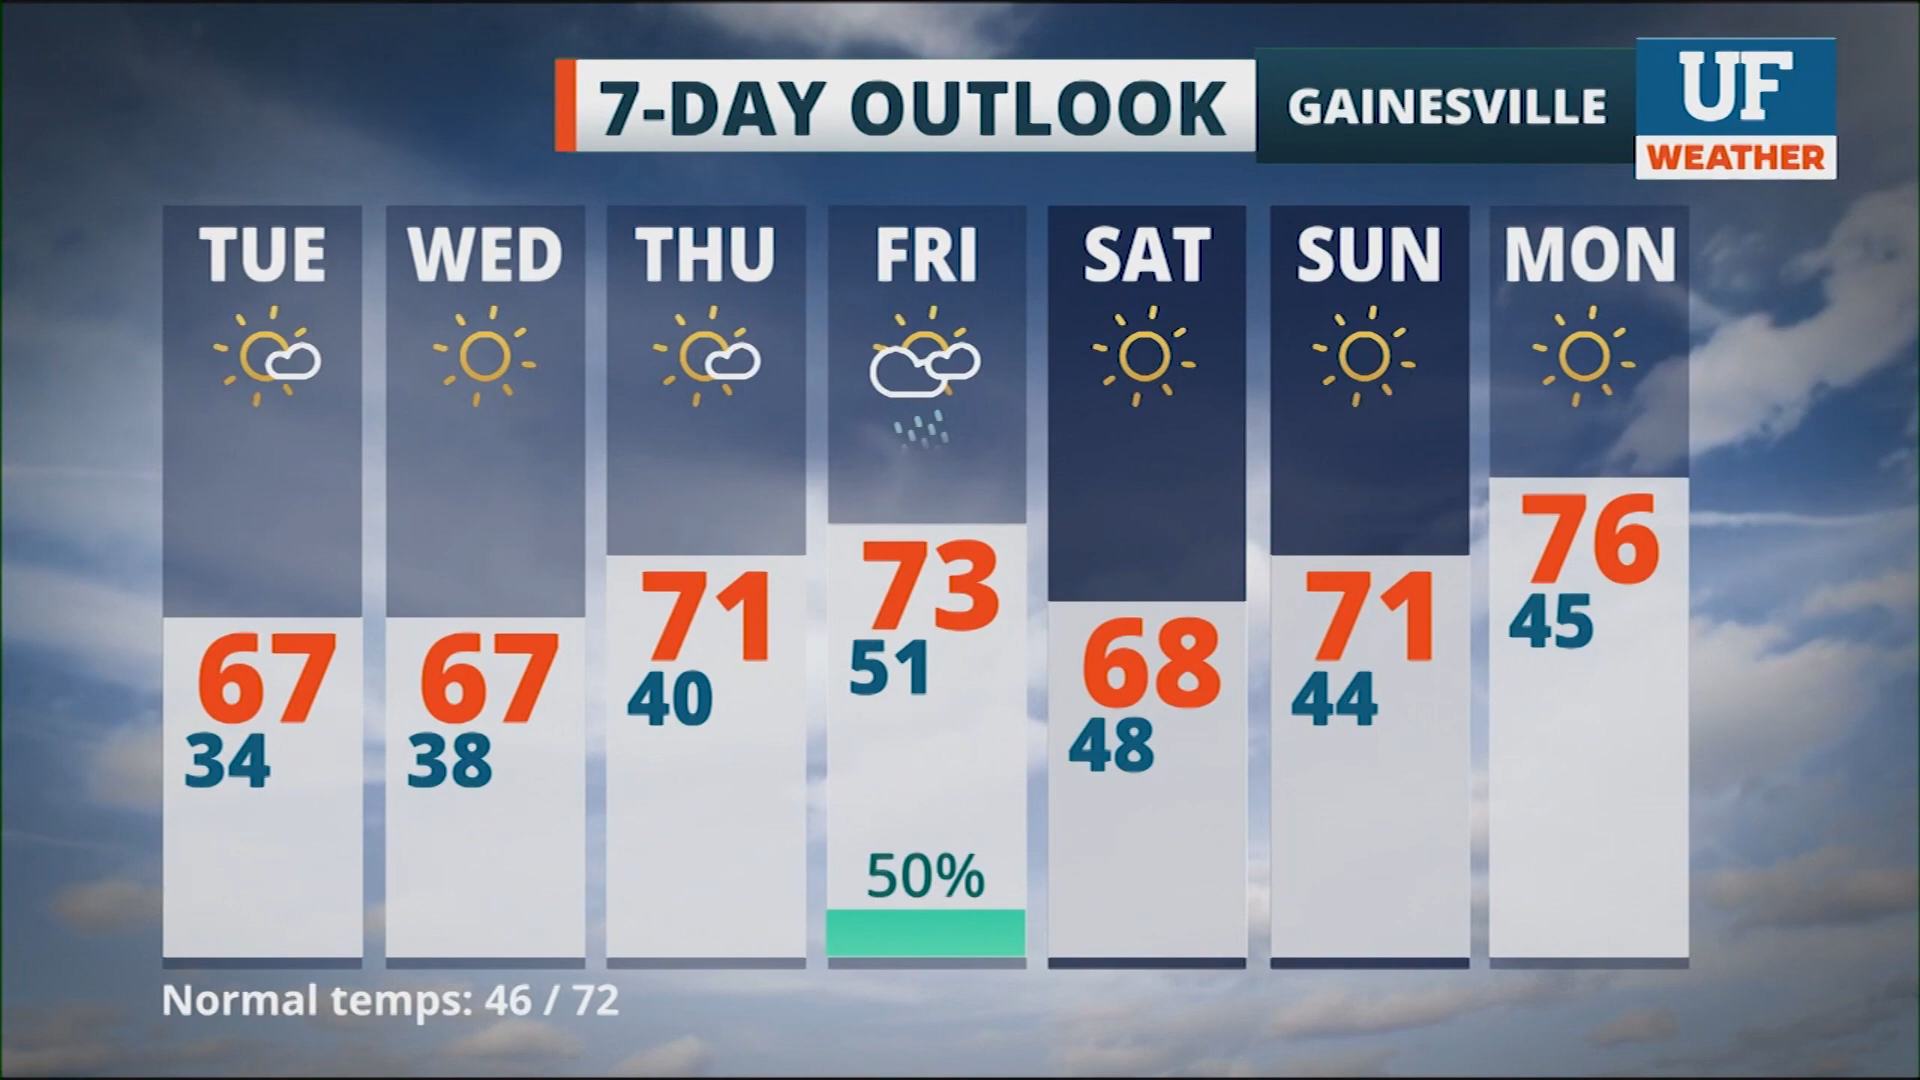 7-DAY OUTLOOK
GAINESVILLE
UF
WEATHER
TUE WED THU FRI SAT SUN MON
67 67 71 73 68 71 76
34 38 40 51 48 44 45
50%
Normal temps: 46 / 72